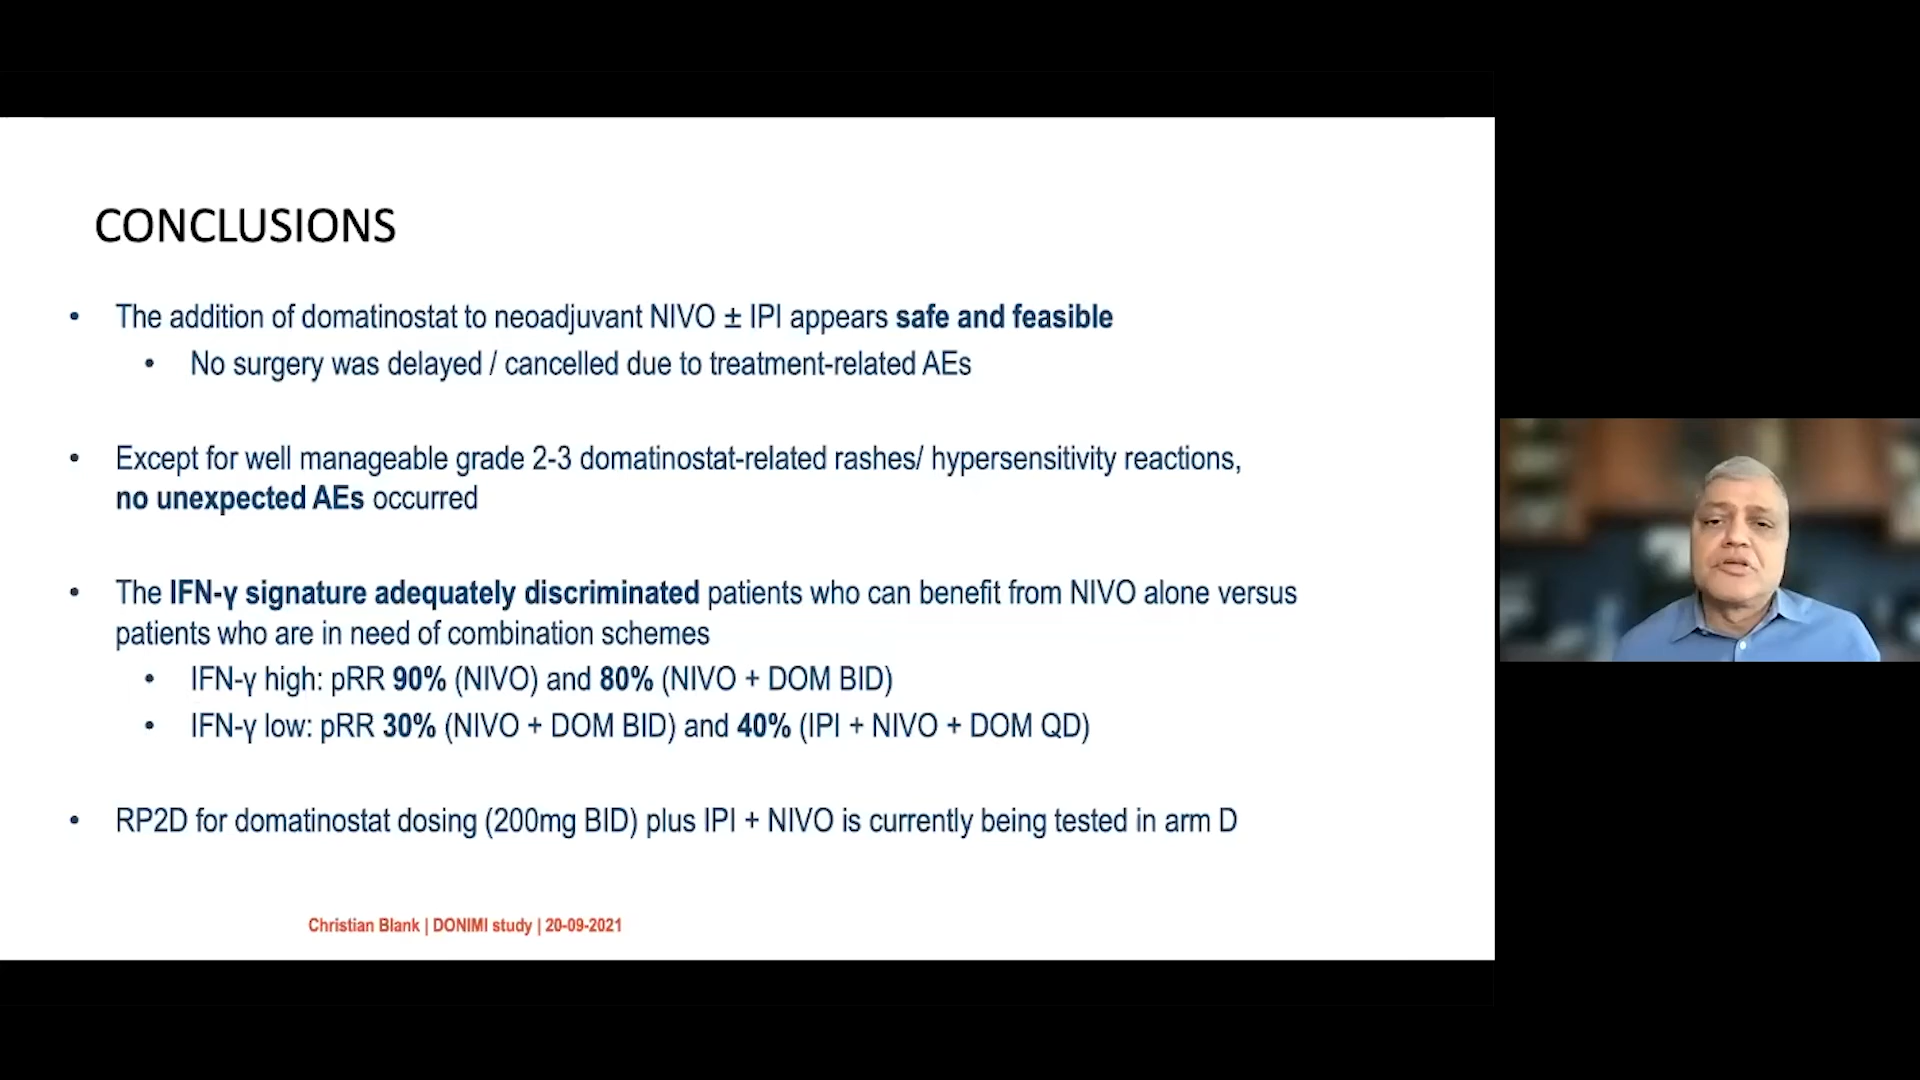 CONCLUSIONS
• The addition of domatinostat to neoadjuvant NIVO ± IPI appears safe and feasible
• No surgery was delayed / cancelled due to treatment-related AEs
• Except for well manageable grade 2-3 domatinostat-related rashes/ hypersensitivity reactions,
no unexpected AEs occurred
• The IFN-γ signature adequately discriminated patients who can benefit from NIVO alone versus
patients who are in need of combination schemes
• IFN-γ high: pRR 90% (NIVO) and 80% (NIVO + DOM BID)
• IFN-γ low: pRR 30% (NIVO + DOM BID) and 40% (IPI + NIVO + DOM QD)
• RP2D for domatinostat dosing (200mg BID) plus IPI + NIVO is currently being tested in arm D
Christian Blank | DONIMI study | 20-09-2021